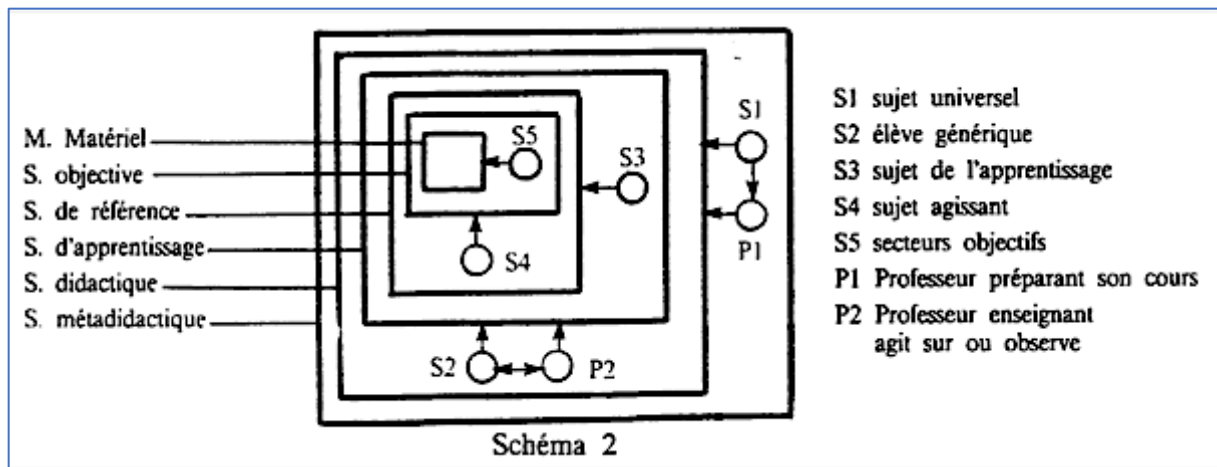 M. Matériel
S. objective
S. de référence
S. d'apprentissage
S. didactique
S. métadidactique
S5
S3
S4
S1
P1
S2
P2
S1 sujet universel
S2 élève générique
S3 sujet de l'apprentissage
S4 sujet agissant
S5 secteurs objectifs
P1 Professeur préparant son cours
P2 Professeur enseignant
agit sur ou observe
Schéma 2